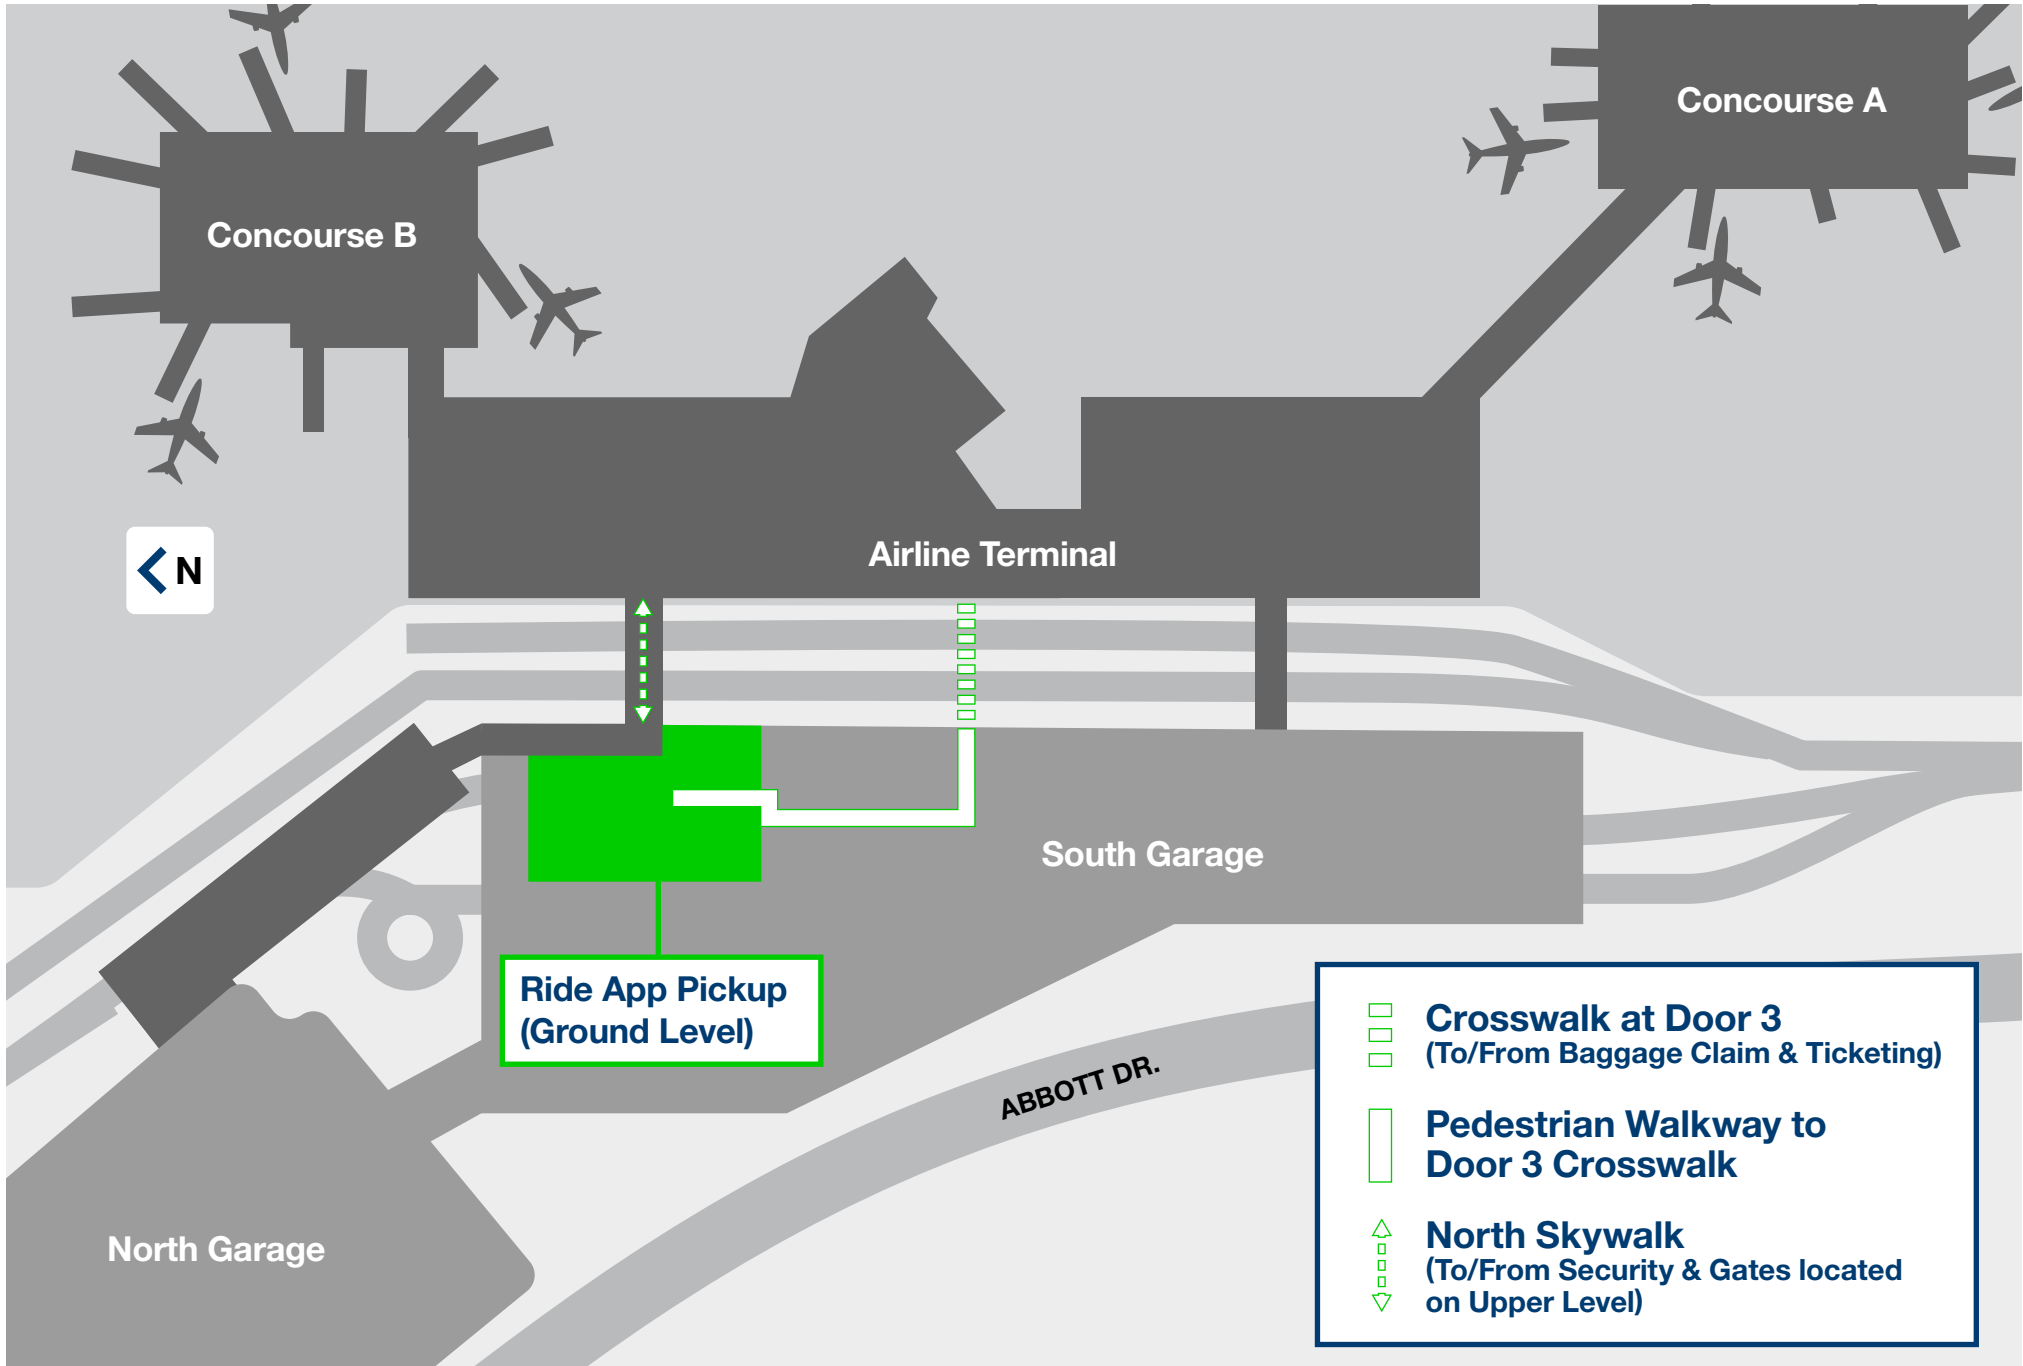 Concourse A
Concourse B
Airline Terminal
N
South Garage
Ride App Pickup
(Ground Level)
ABBOTT DR.
North Garage
Crosswalk at Door 3
(To/From Baggage Claim & Ticketing)
Pedestrian Walkway to
Door 3 Crosswalk
North Skywalk
(To/From Security & Gates located
on Upper Level)